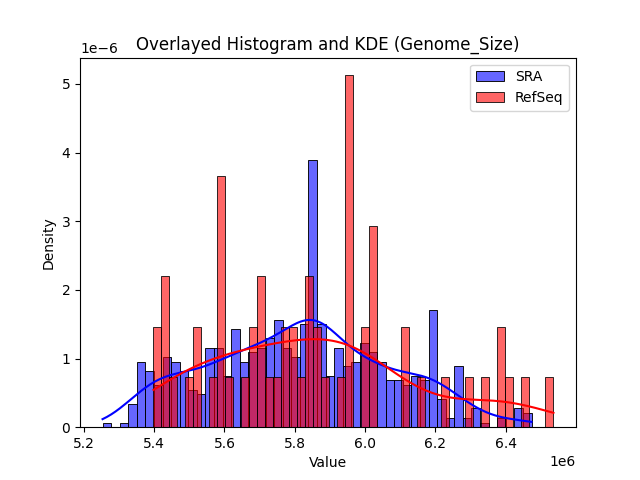 Overlayed Histogram and KDE (Genome_Size)
1e−6
SRA
RefSeq
5
4
3
2
1
0
Density
5.2 5.4 5.6 5.8 6.0 6.2 6.4
Value
1e6